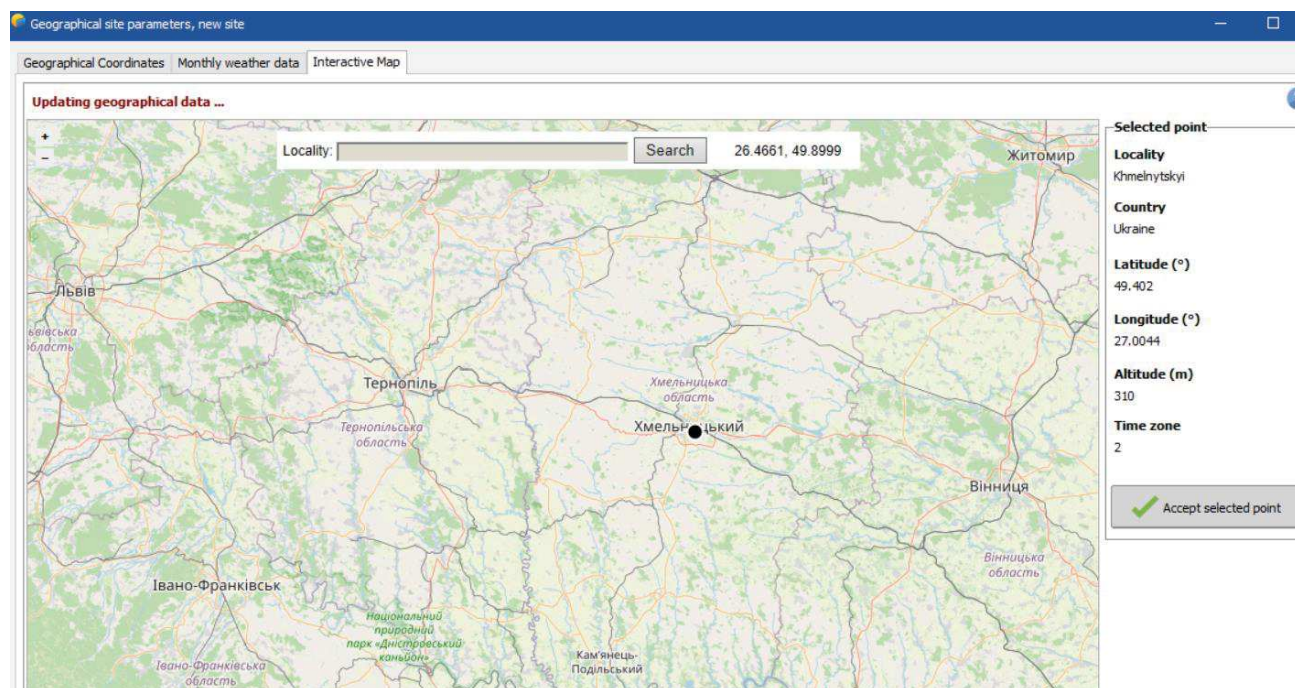 Geographical site parameters, new site
Geographical Coordinates Monthly weather data Interactive Map
Updating geographical data ...
+
-
Locality: Search 26.4661, 49.8999
Житомир
Львів
ьвівська
область
Тернопіль
Тернопільська
область
Хмельницька
область
Вінниця
Вінницька
область
Івано-Франківськ
Національний
природний
парк «Дністровський
каньйон»
Івано-Франківська
область
Кам'янець-
Подільський
Selected point
Locality
Khmelnytskyi
Country
Ukraine
Latitude (°)
49.402
Longitude (°)
27.0044
Altitude (m)
310
Time zone
2
Accept selected point